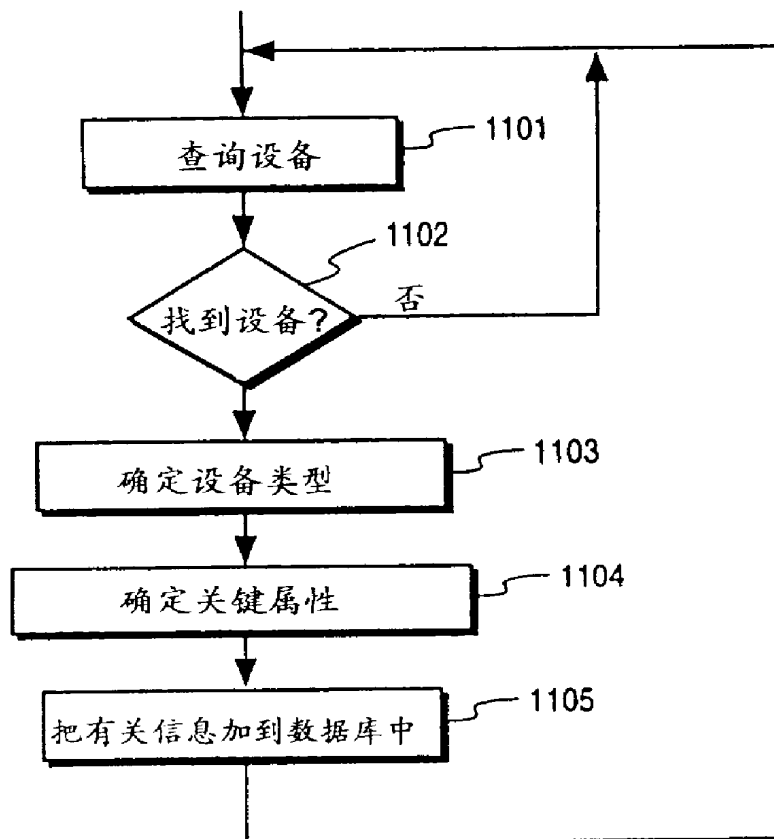 查询设备
1101
1102
找到设备?
否
确定设备类型
1103
确定关键属性
1104
把有关信息加到数据库中
1105